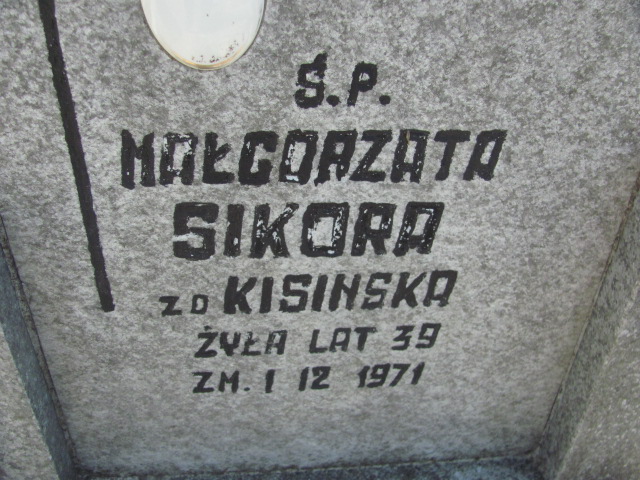 Ś.P.
MAŁGORZATA
SIKORA
ZD KISINSKA
ŻYŁA LAT 39
ZM. 1 12 1971